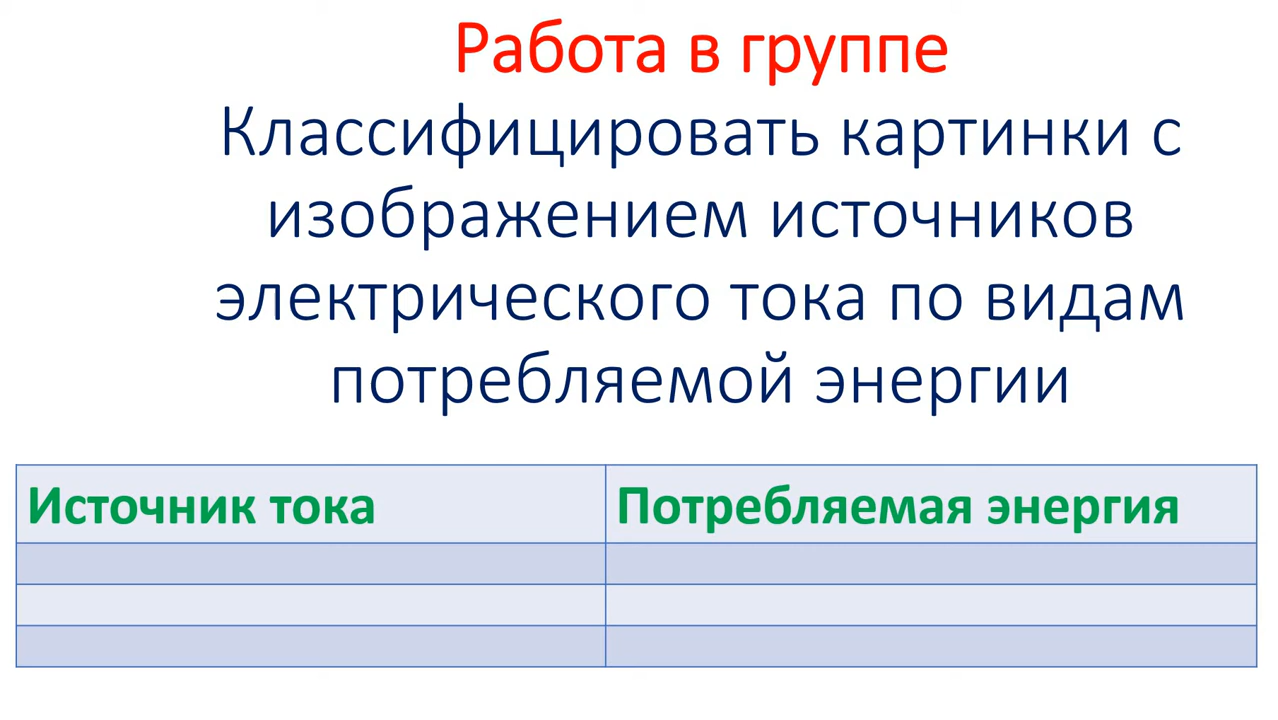 Работа в группе
Классифицировать картинки с
изображением источников
электрического тока по видам
потребляемой энергии
Источник тока
Потребляемая энергия